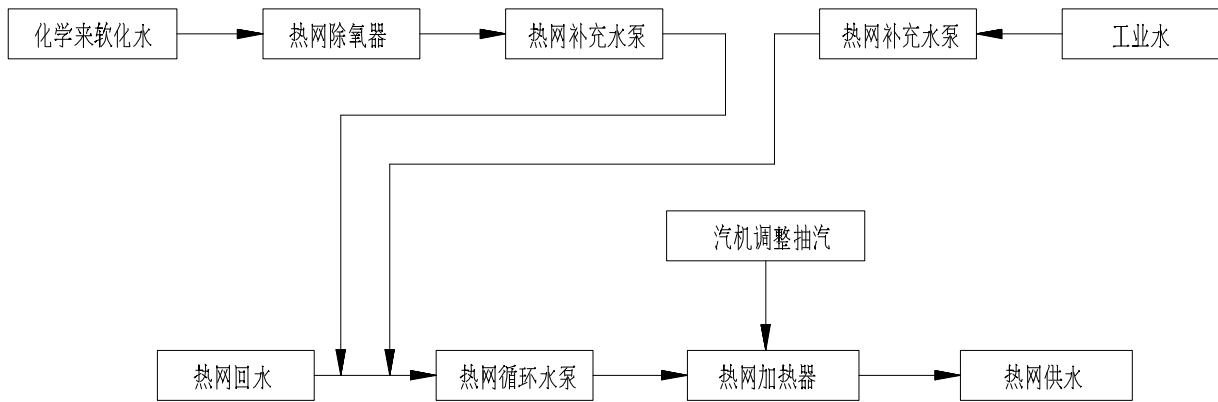 化学来软化水
热网除氧器
热网补充水泵
热网补充水泵
工业水
汽机调整抽汽
热网回水
热网循环水泵
热网加热器
热网供水